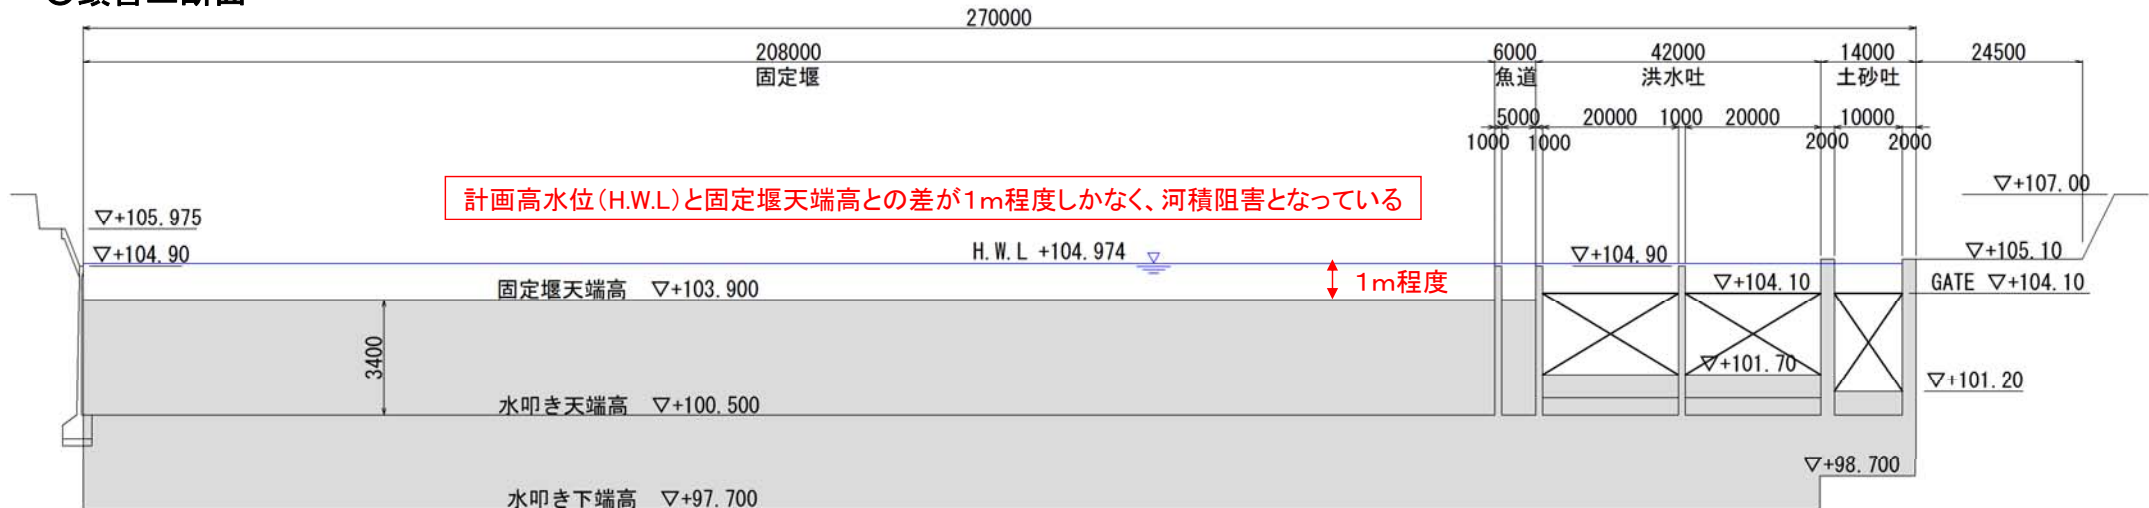 270000
208000 6000 42000 14000 24500
固定堰 魚道 洪水吐 土砂吐
5000 20000 1000 20000 10000
1000 1000 2000 2000
計画高水位(H.W.L)と固定堰天端高との差が1m程度しかなく、河積阻害となっている
▽+107.00
▽+105.975
▽+104.90 H.W.L +104.974 ▽ ▽+104.90 ▽+105.10
固定堰天端高 ▽+103.900 1m程度 ▽+104.10 GATE ▽+104.10
3400
▽+101.70
▽+101.20
水叩き天端高 ▽+100.500
▽+98.700
水叩き下端高 ▽+97.700